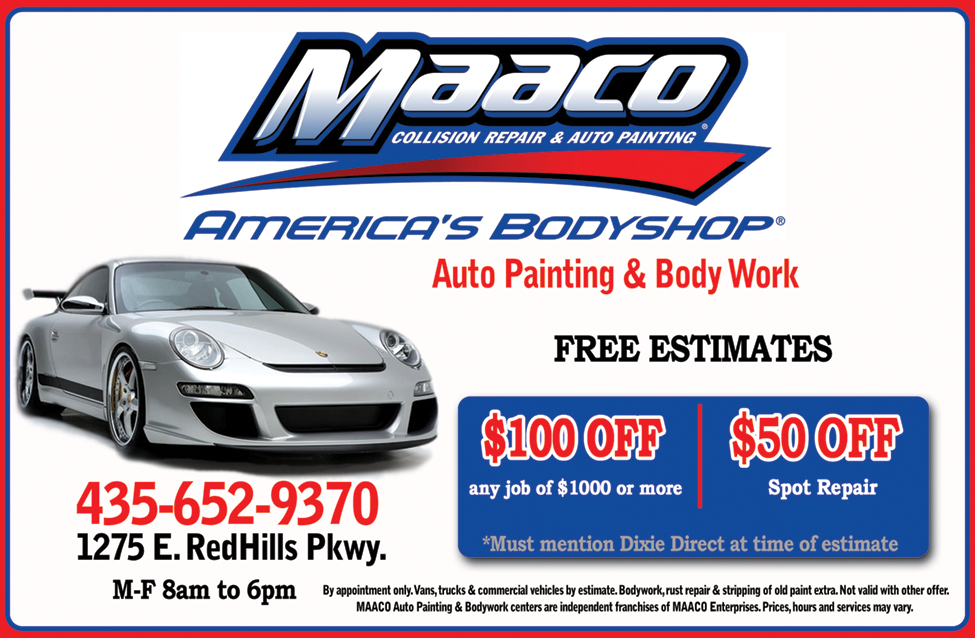 Maaco
COLLISION REPAIR & AUTO PAINTING®
AMERICA'S BODYSHOP®
Auto Painting & Body Work
FREE ESTIMATES
$100 OFF
any job of $1000 or more
$50 OFF
Spot Repair
*Must mention Dixie Direct at time of estimate
435-652-9370
1275 E. RedHills Pkwy.
M-F 8am to 6pm
By appointment only. Vans, trucks & commercial vehicles by estimate. Bodywork, rust repair & stripping of old paint extra. Not valid with other offer.
MAACO Auto Painting & Bodywork centers are independent franchises of MAACO Enterprises. Prices, hours and services may vary.